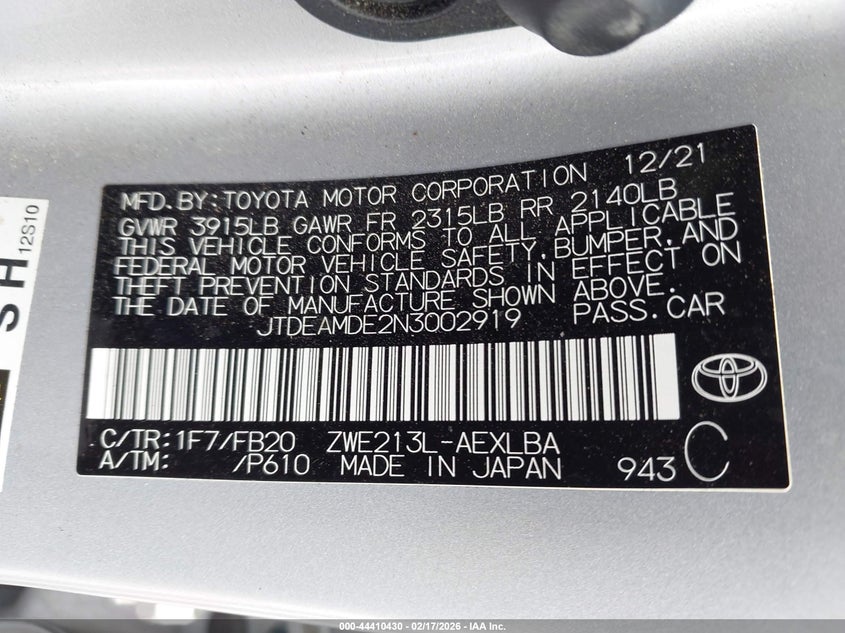 12/21
MFD.BY:TOYOTA MOTOR CORPORATION
GVWR 3915LB GAWR FR 2315LB RR 2140LB
THIS VEHICLE CONFORMS TO ALL APPLICABLE
FEDERAL MOTOR VEHICLE SAFETY,BUMPER,AND
THEFT PREVENTION STANDARDS IN EFFECT ON
THE DATE OF MANUFACTURE SHOWN ABOVE.
JTDEAMDE2N3002919 PASS.CAR
C/TR:1F7/FB20 ZWE213L-AEXLBA
A/TM: /P610 MADE IN JAPAN 943 C
SH
12S10
000-44410430 - 02/17/2026 - IAA Inc.